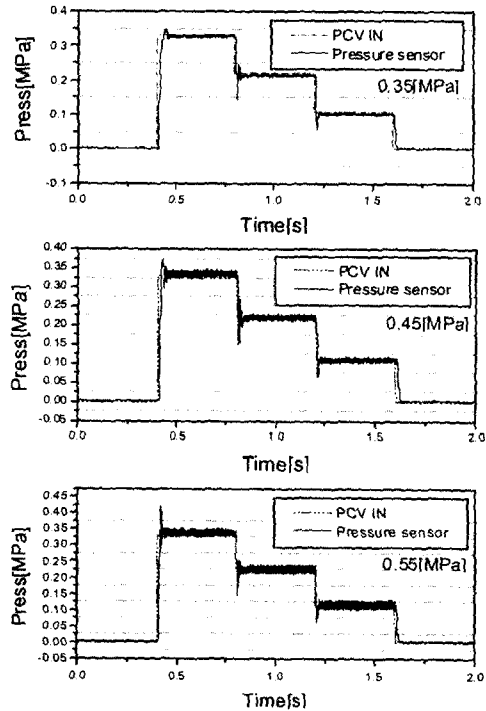 0.4
0.3
0.2
0.1
0.0
-0.1
Press[MPa]
PCV IN
Pressure sensor
0.35[MPa]
0.0 0.5 1.0 1.5 2.0
Time[s]
0.40
0.35
0.30
0.25
0.20
0.15
0.10
0.05
0.00
-0.05
Press[MPa]
PCV IN
Pressure sensor
0.45[MPa]
0.0 0.5 1.0 1.5 2.0
Time[s]
0.45
0.40
0.35
0.30
0.25
0.20
0.15
0.10
0.05
0.00
-0.05
Press[MPa]
PCV IN
Pressure sensor
0.55[MPa]
0.0 0.5 1.0 1.5 2.0
Time[s]